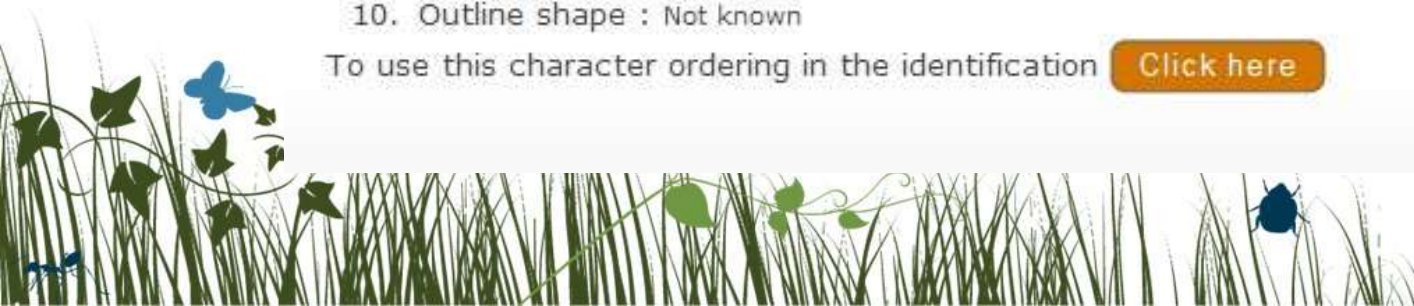 10. Outline shape : Not known
To use this character ordering in the identification Click here